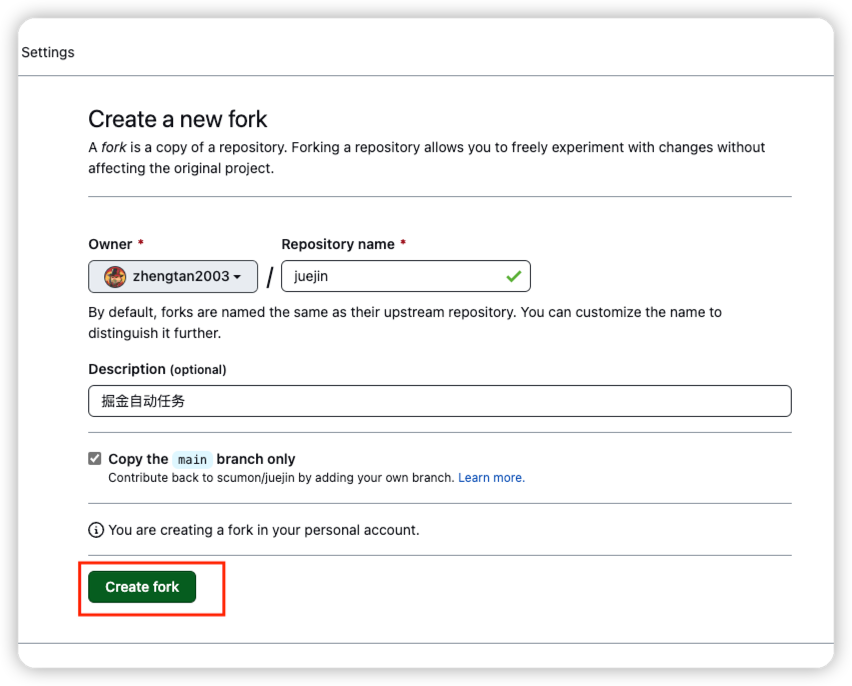 Settings
Create a new fork
A fork is a copy of a repository. Forking a repository allows you to freely experiment with changes without
affecting the original project.
Owner * Repository name *
zhengtan2003 / juejin
By default, forks are named the same as their upstream repository. You can customize the name to
distinguish it further.
Description (optional)
掘金自动任务
Copy the main branch only
Contribute back to scumon/juejin by adding your own branch. Learn more.
You are creating a fork in your personal account.
Create fork